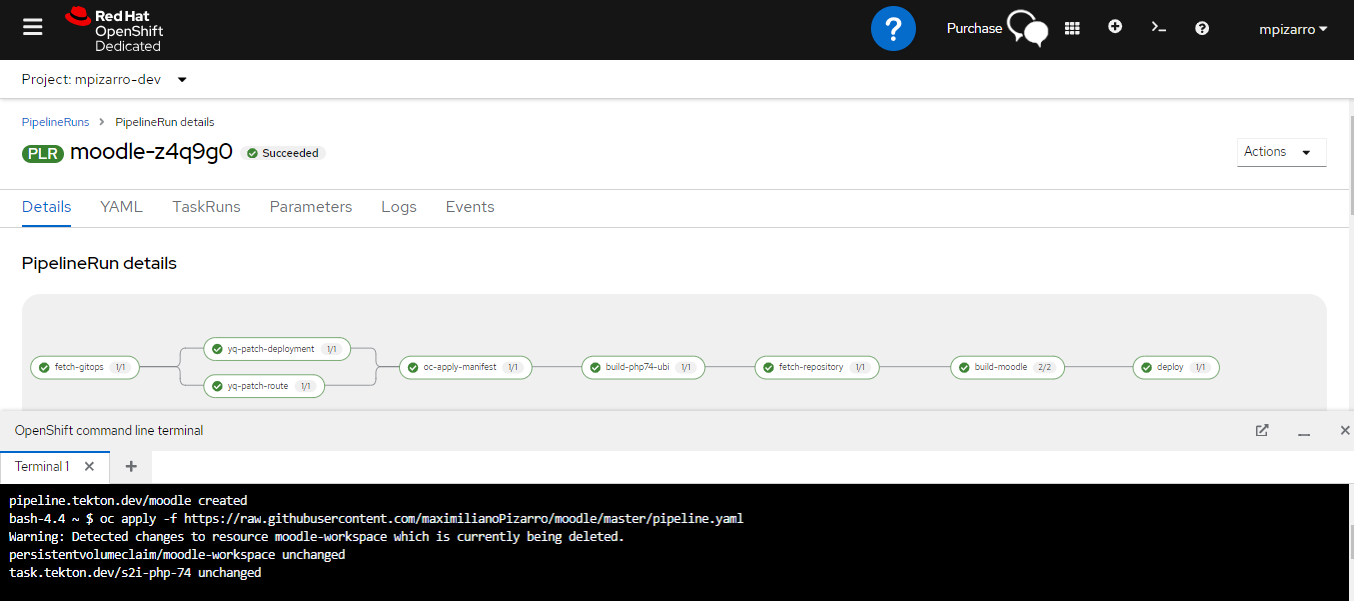 Red Hat
OpenShift
Dedicated
?
Purchase
?
mpizarro
Project: mpizarro-dev
PipelineRuns > PipelineRun details
PLR moodle-z4q9g0 Succeeded
Actions
Details YAML TaskRuns Parameters Logs Events
PipelineRun details
yq-patch-deployment 1/1
fetch-gitops 1/1 oc-apply-manifest 1/1 build-php74-ubi 1/1 fetch-repository 1/1 build-moodle 2/2 deploy 1/1
yq-patch-route 1/1
OpenShift command line terminal
Terminal 1
pipeline.tekton.dev/moodle created
bash-4.4 ~ $ oc apply -f https://raw.githubusercontent.com/maximilianoPizarro/moodle/master/pipeline.yaml
Warning: Detected changes to resource moodle-workspace which is currently being deleted.
persistentvolumeclaim/moodle-workspace unchanged
task.tekton.dev/s2i-php-74 unchanged